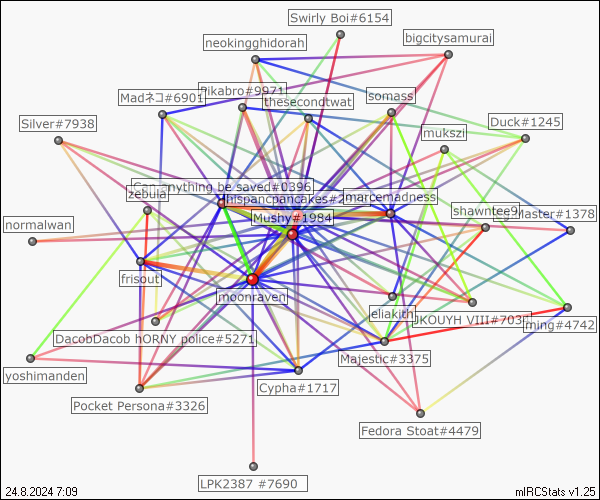 Swirly Boi#6154
bigcitysamurai
neokingghidorah
Pikabro#9971
somass
Madネコ#6901
thesecondtwat
Silver#7938
mukszi
Duck#1245
Can anything be saved#0396
zebula
hispancpancakes#2
marcemadness
shawntee9
Master#1378
Mushy#1984
normalwan
frisout
moonraven
eliakith
JKOUYH VIII#703
ming#4742
DacobDacob hORNY police#5271
Majestic#3375
yoshimanden
Cypha#1717
Pocket Persona#3326
Fedora Stoat#4479
LPK2387 #7690
24.8.2024 7:09
mIRCStats v1.25